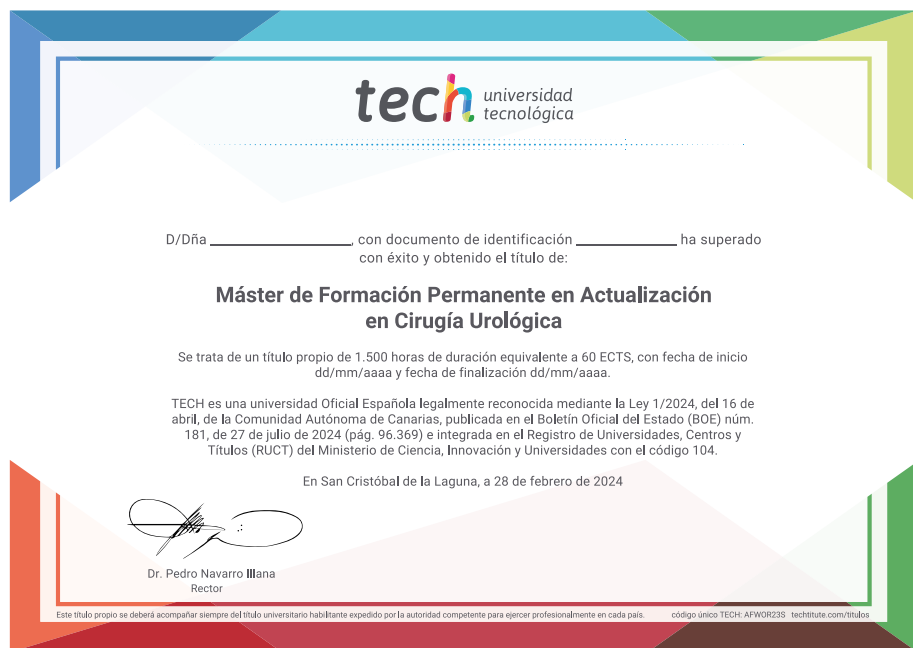 tech universidad
tecnológica
D/Dña ____________________, con documento de identificación ______________ ha superado
con éxito y obtenido el título de:
Máster de Formación Permanente en Actualización
en Cirugía Urológica
Se trata de un título propio de 1.500 horas de duración equivalente a 60 ECTS, con fecha de inicio
dd/mm/aaaa y fecha de finalización dd/mm/aaaa.
TECH es una universidad Oficial Española legalmente reconocida mediante la Ley 1/2024, del 16 de
abril, de la Comunidad Autónoma de Canarias, publicada en el Boletín Oficial del Estado (BOE) núm.
181, de 27 de julio de 2024 (pág. 96.369) e integrada en el Registro de Universidades, Centros y
Títulos (RUCT) del Ministerio de Ciencia, Innovación y Universidades con el código 104.
En San Cristóbal de la Laguna, a 28 de febrero de 2024
Dr. Pedro Navarro Illana
Rector
Este título propio se deberá acompañar siempre del título universitario habilitante expedido por la autoridad competente para ejercer profesionalmente en cada país. código único TECH: AFWOR23S techtitute.com/titulos